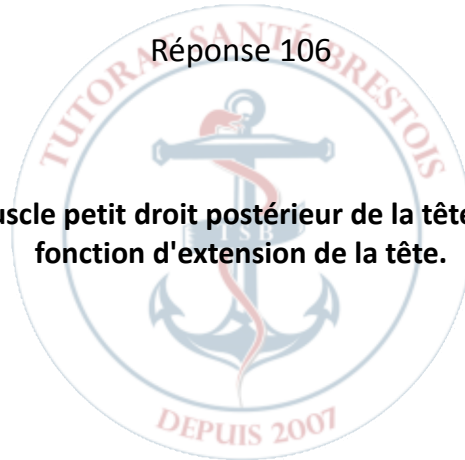 Réponse 106
TUTORAT SANTÉ BRESTOIS
TSB
uscle petit droit postérieur de la tête
fonction d'extension de la tête.
DEPUIS 2007